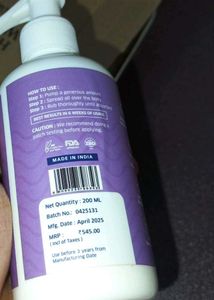 HOW TO USE :
Step 1 : Pump a generous amount
Step 2 : Spread all over the
Step 3 : Rub thoroughly
BEST RESULTS IN 6 WEEKS OF
CAUTION : We recommend doing a
patch testing before applying.
FDA
MADE IN INDIA
Net Quantity : 200 ML
Batch No.: 0425131
Mfg. Date : April 2025
MRP : ₹545.00
( Incl of Taxes )
Use before 3 years from
Manufacturing Date